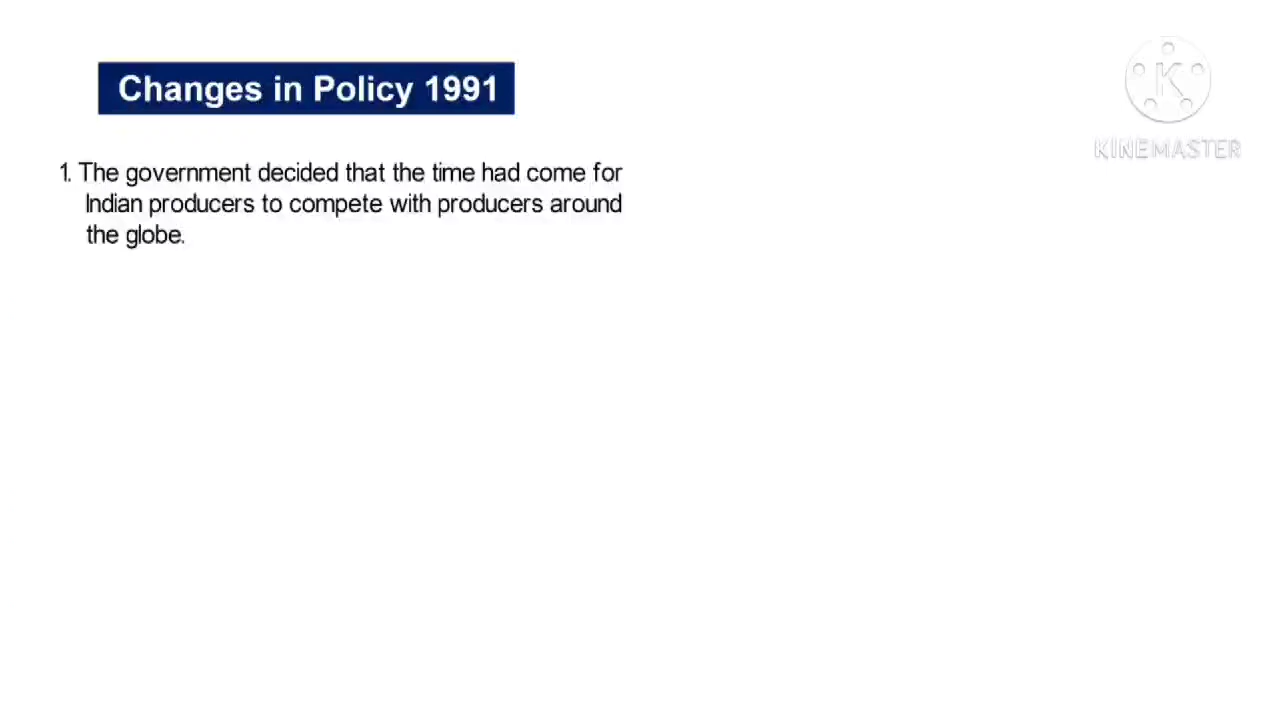 Changes in Policy 1991
KINEMASTER
1. The government decided that the time had come for
Indian producers to compete with producers around
the globe.